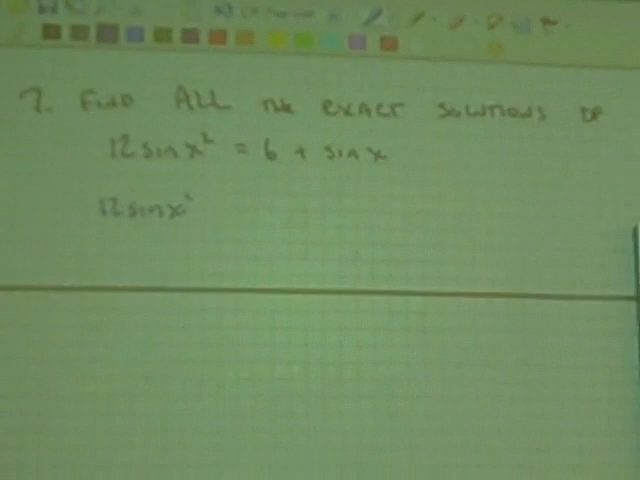 7. FIND ALL THE EXACT SOLUTIONS OF
12 sin x² = 6 + sin x
12 sin x²